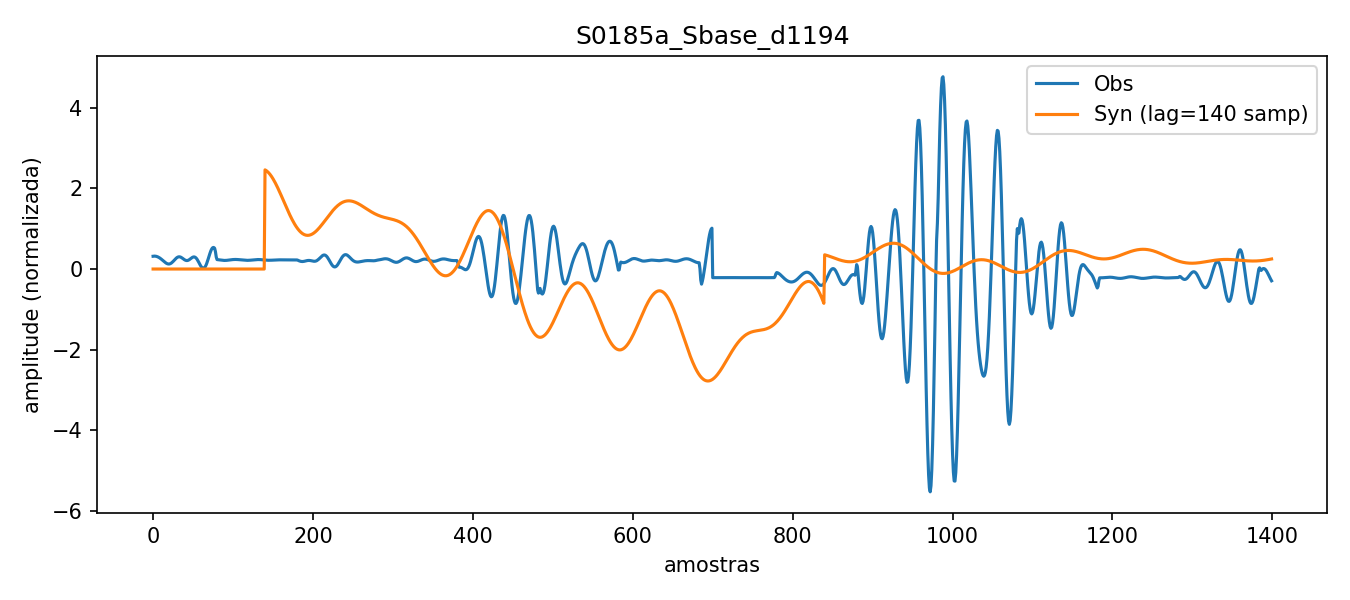 S0185a_Sbase_d1194
Obs
Syn (lag=140 samp)
amplitude (normalizada)
4
2
0
−2
−4
−6
0 200 400 600 800 1000 1200 1400
amostras